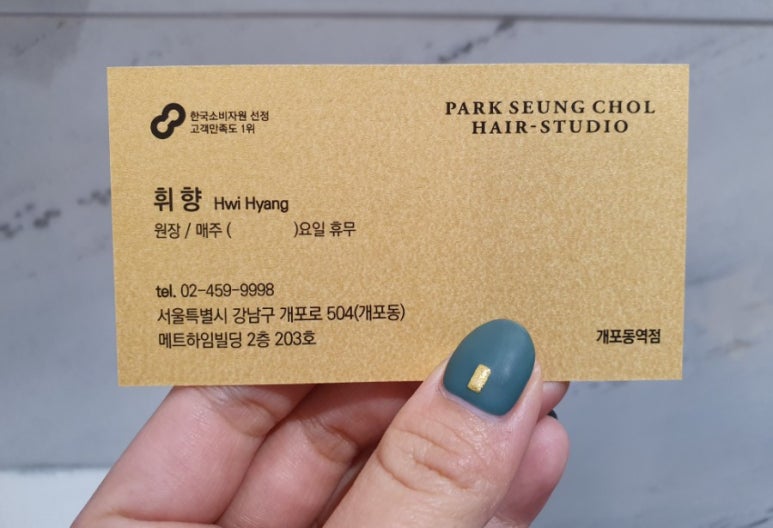 한국소비자원 선정
고객만족도 1위
PARK SEUNG CHOL
HAIR-STUDIO
휘향 Hwi Hyang
원장 / 매주 (          )요일 휴무
tel. 02-459-9998
서울특별시 강남구 개포로 504(개포동)
메트하임빌딩 2층 203호
개포동역점